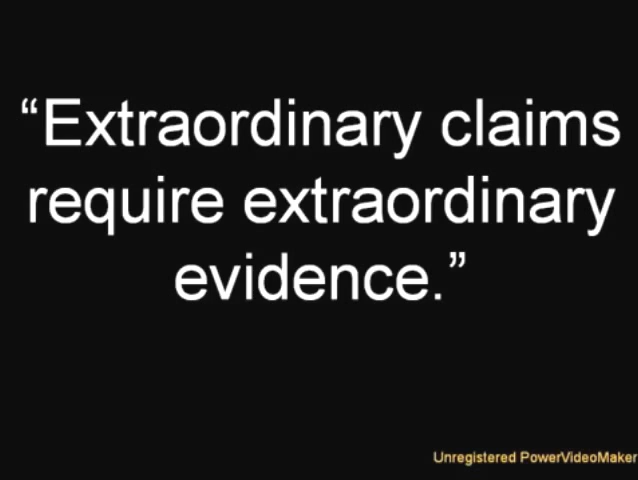 “Extraordinary claims
require extraordinary
evidence.”
Unregistered PowerVideoMaker